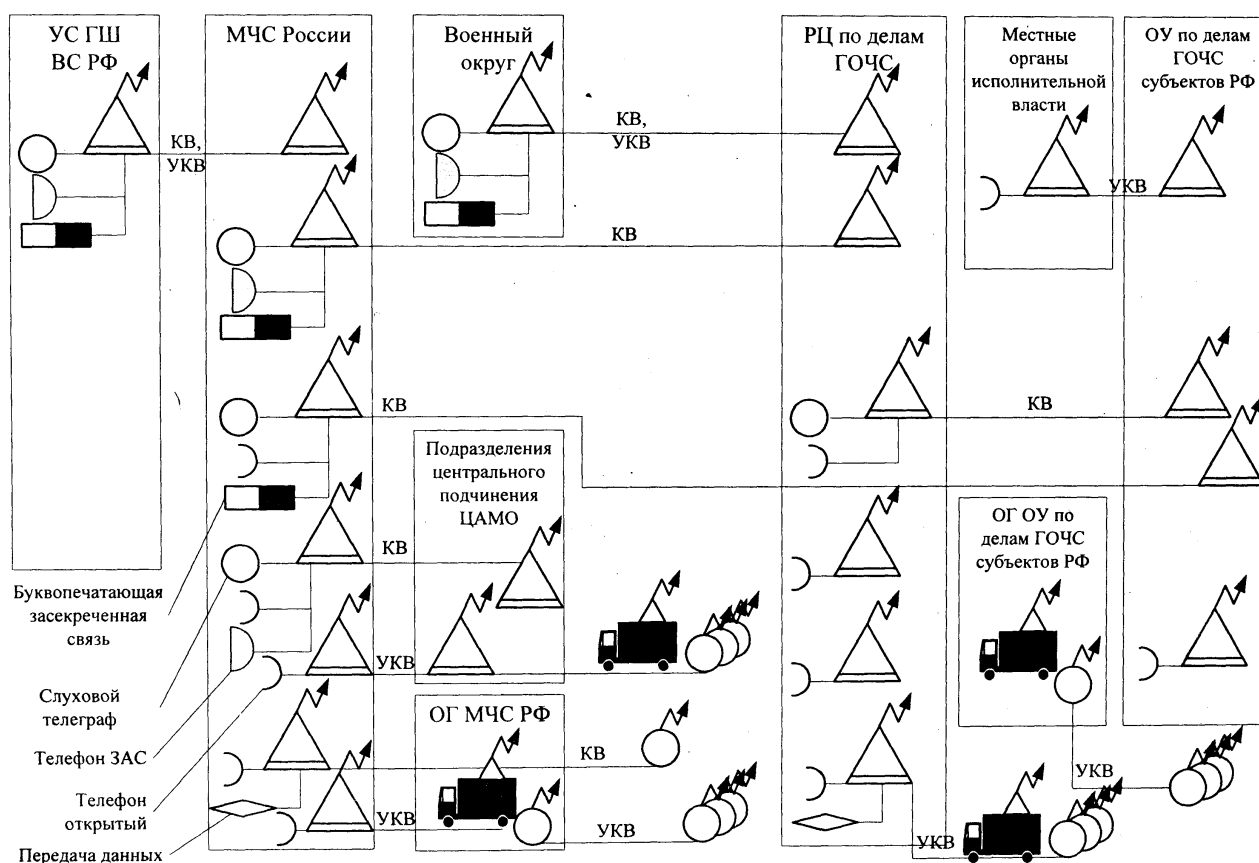 УС ГШ
ВС РФ
МЧС России
Военный
округ
РЦ по делам
ГОЧС
Местные
органы
исполнительной
власти
ОУ по делам
ГОЧС
субъектов РФ
КВ,
УКВ
КВ,
УКВ
УКВ
КВ
КВ
КВ
Подразделения
центрального
подчинения
ЦАМО
ОГ ОУ по
делам ГОЧС
субъектов РФ
КВ
Буквопечатающая
засекреченная
связь
УКВ
Слуховой
телеграф
ОГ МЧС РФ
Телефон ЗАС
КВ
УКВ
Телефон
открытый
УКВ
УКВ
УКВ
Передача данных